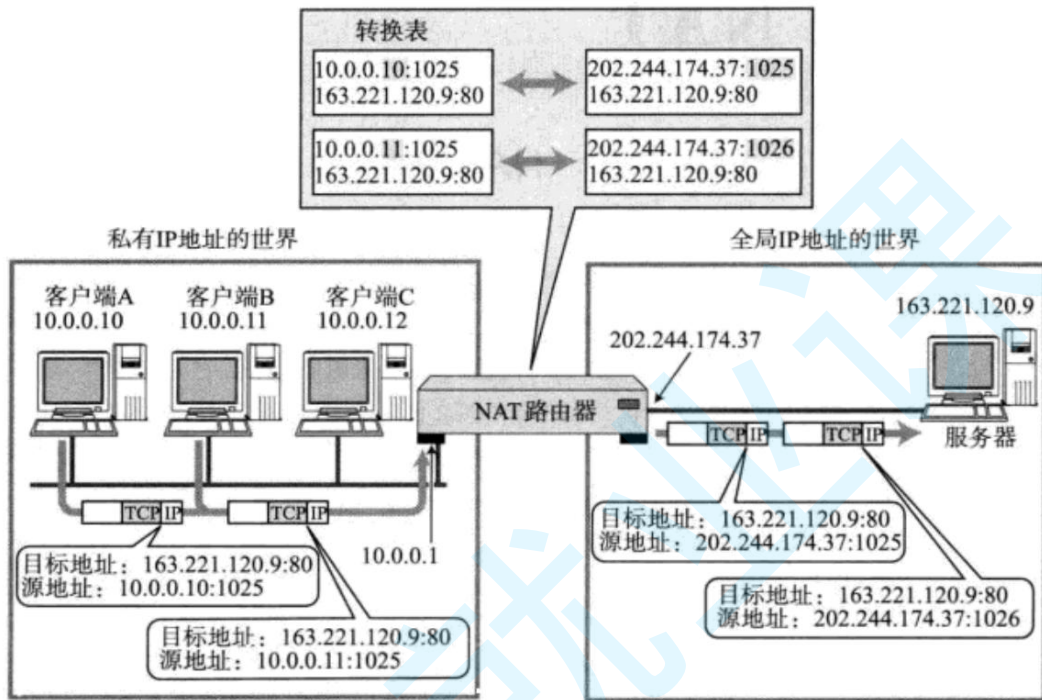 转换表
10.0.0.10:1025
163.221.120.9:80
202.244.174.37:1025
163.221.120.9:80
10.0.0.11:1025
163.221.120.9:80
202.244.174.37:1026
163.221.120.9:80
私有IP地址的世界
全局IP地址的世界
客户端A
10.0.0.10
客户端B
10.0.0.11
客户端C
10.0.0.12
163.221.120.9
202.244.174.37
NAT路由器
服务器
TCP IP
TCP IP
TCP IP
TCP IP
10.0.0.1
目标地址：163.221.120.9:80
源地址：10.0.0.10:1025
目标地址：163.221.120.9:80
源地址：10.0.0.11:1025
目标地址：163.221.120.9:80
源地址：202.244.174.37:1025
目标地址：163.221.120.9:80
源地址：202.244.174.37:1026